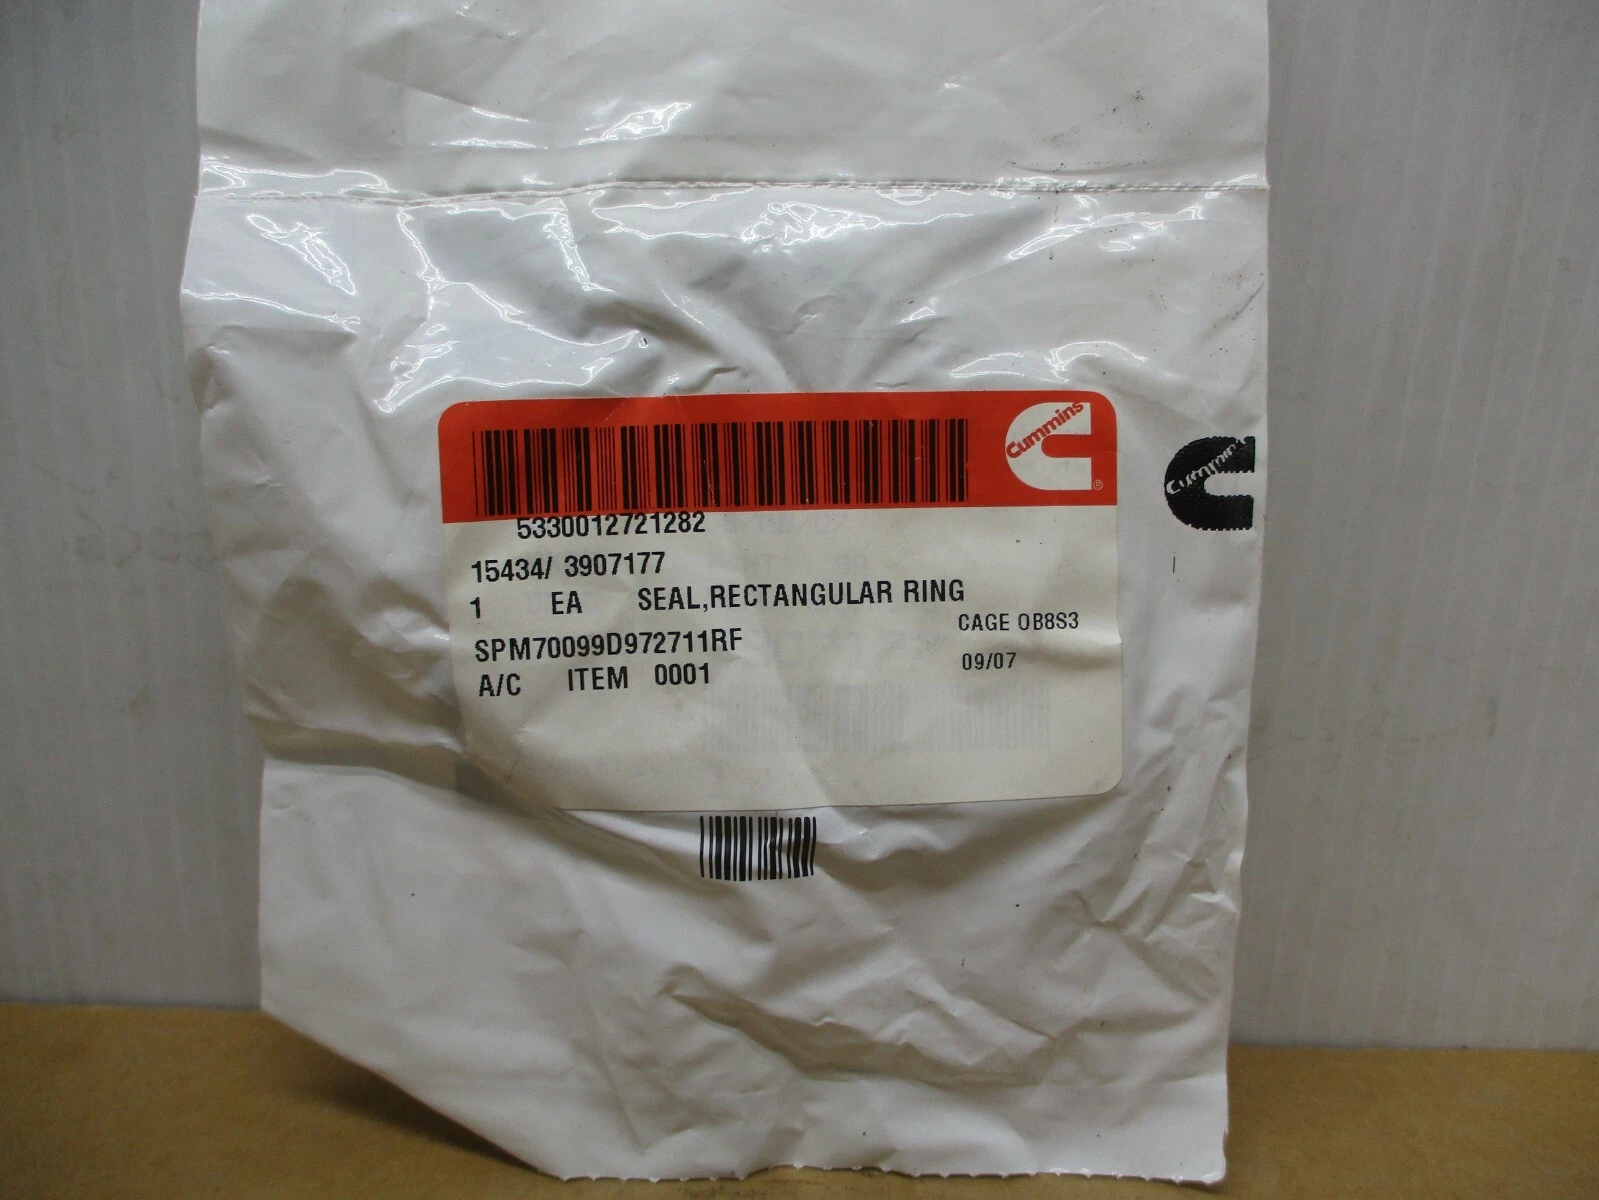 Cummins
®
5330012721282
15434/ 3907177
1 EA SEAL,RECTANGULAR RING
CAGE 0B8S3
SPM70099D972711RF
09/07
A/C ITEM 0001
Cummins